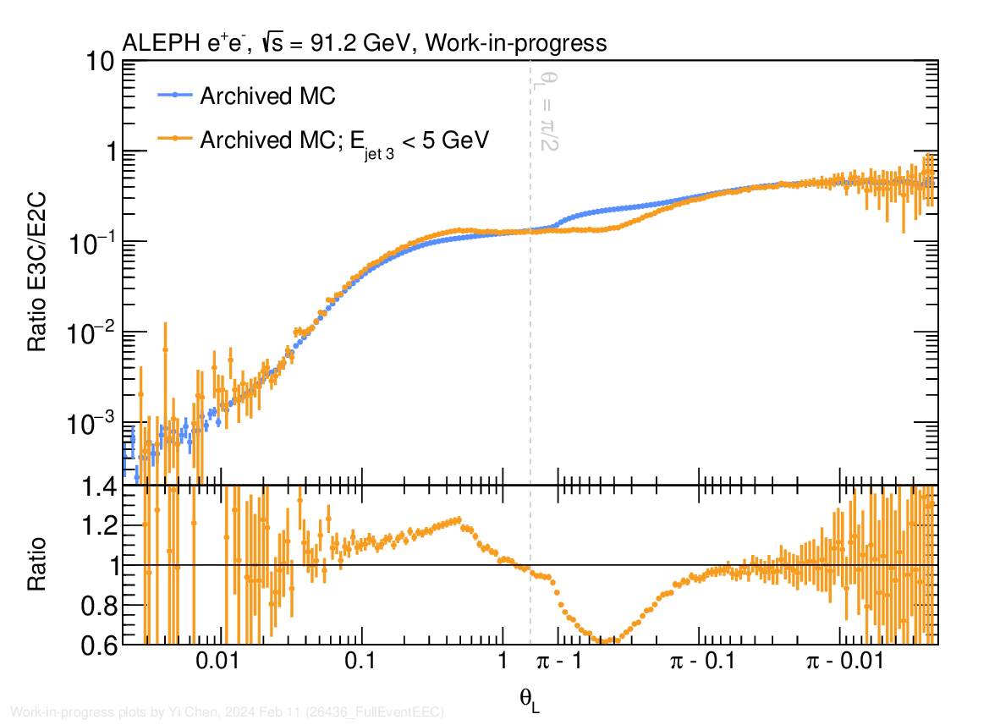 ALEPH e⁺e⁻, √s = 91.2 GeV, Work-in-progress
10
1
10⁻¹
10⁻²
10⁻³
Ratio E3C/E2C
Archived MC
Archived MC; E_jet 3 < 5 GeV
θ_L = π/2
1.4
1.2
1
0.8
0.6
Ratio
0.01 0.1 1 π - 1 π - 0.1 π - 0.01
θ_L
Work-in-progress plots by Yi Chen, 2024 Feb 11 (26436_FullEventEEC)